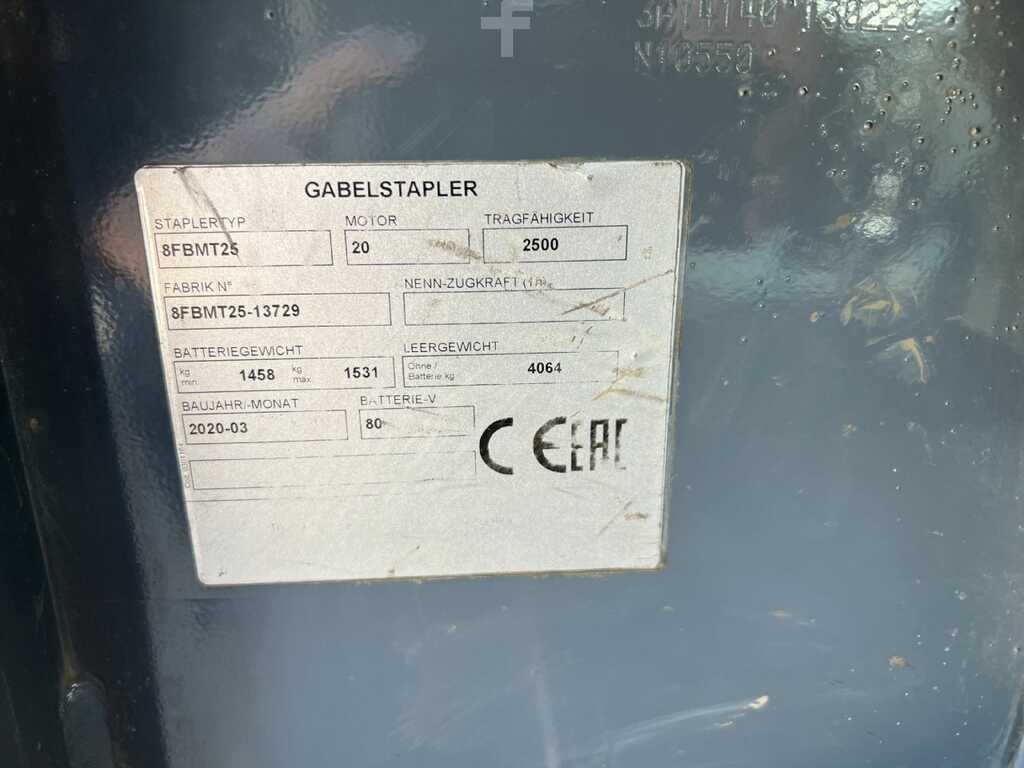 N10550
GABELSTAPLER
STAPLERTYP MOTOR TRAGFÄHIGKEIT
8FBMT25 20 2500
FABRIK N° NENN-ZUGKRAFT
8FBMT25-13729
BATTERIEGEWICHT LEERGEWICHT
kg min. 1458 kg max. 1531 Ohne / Batterie kg 4064
BAUJAHR/-MONAT BATTERIE-V
2020-03 80
CE EAC